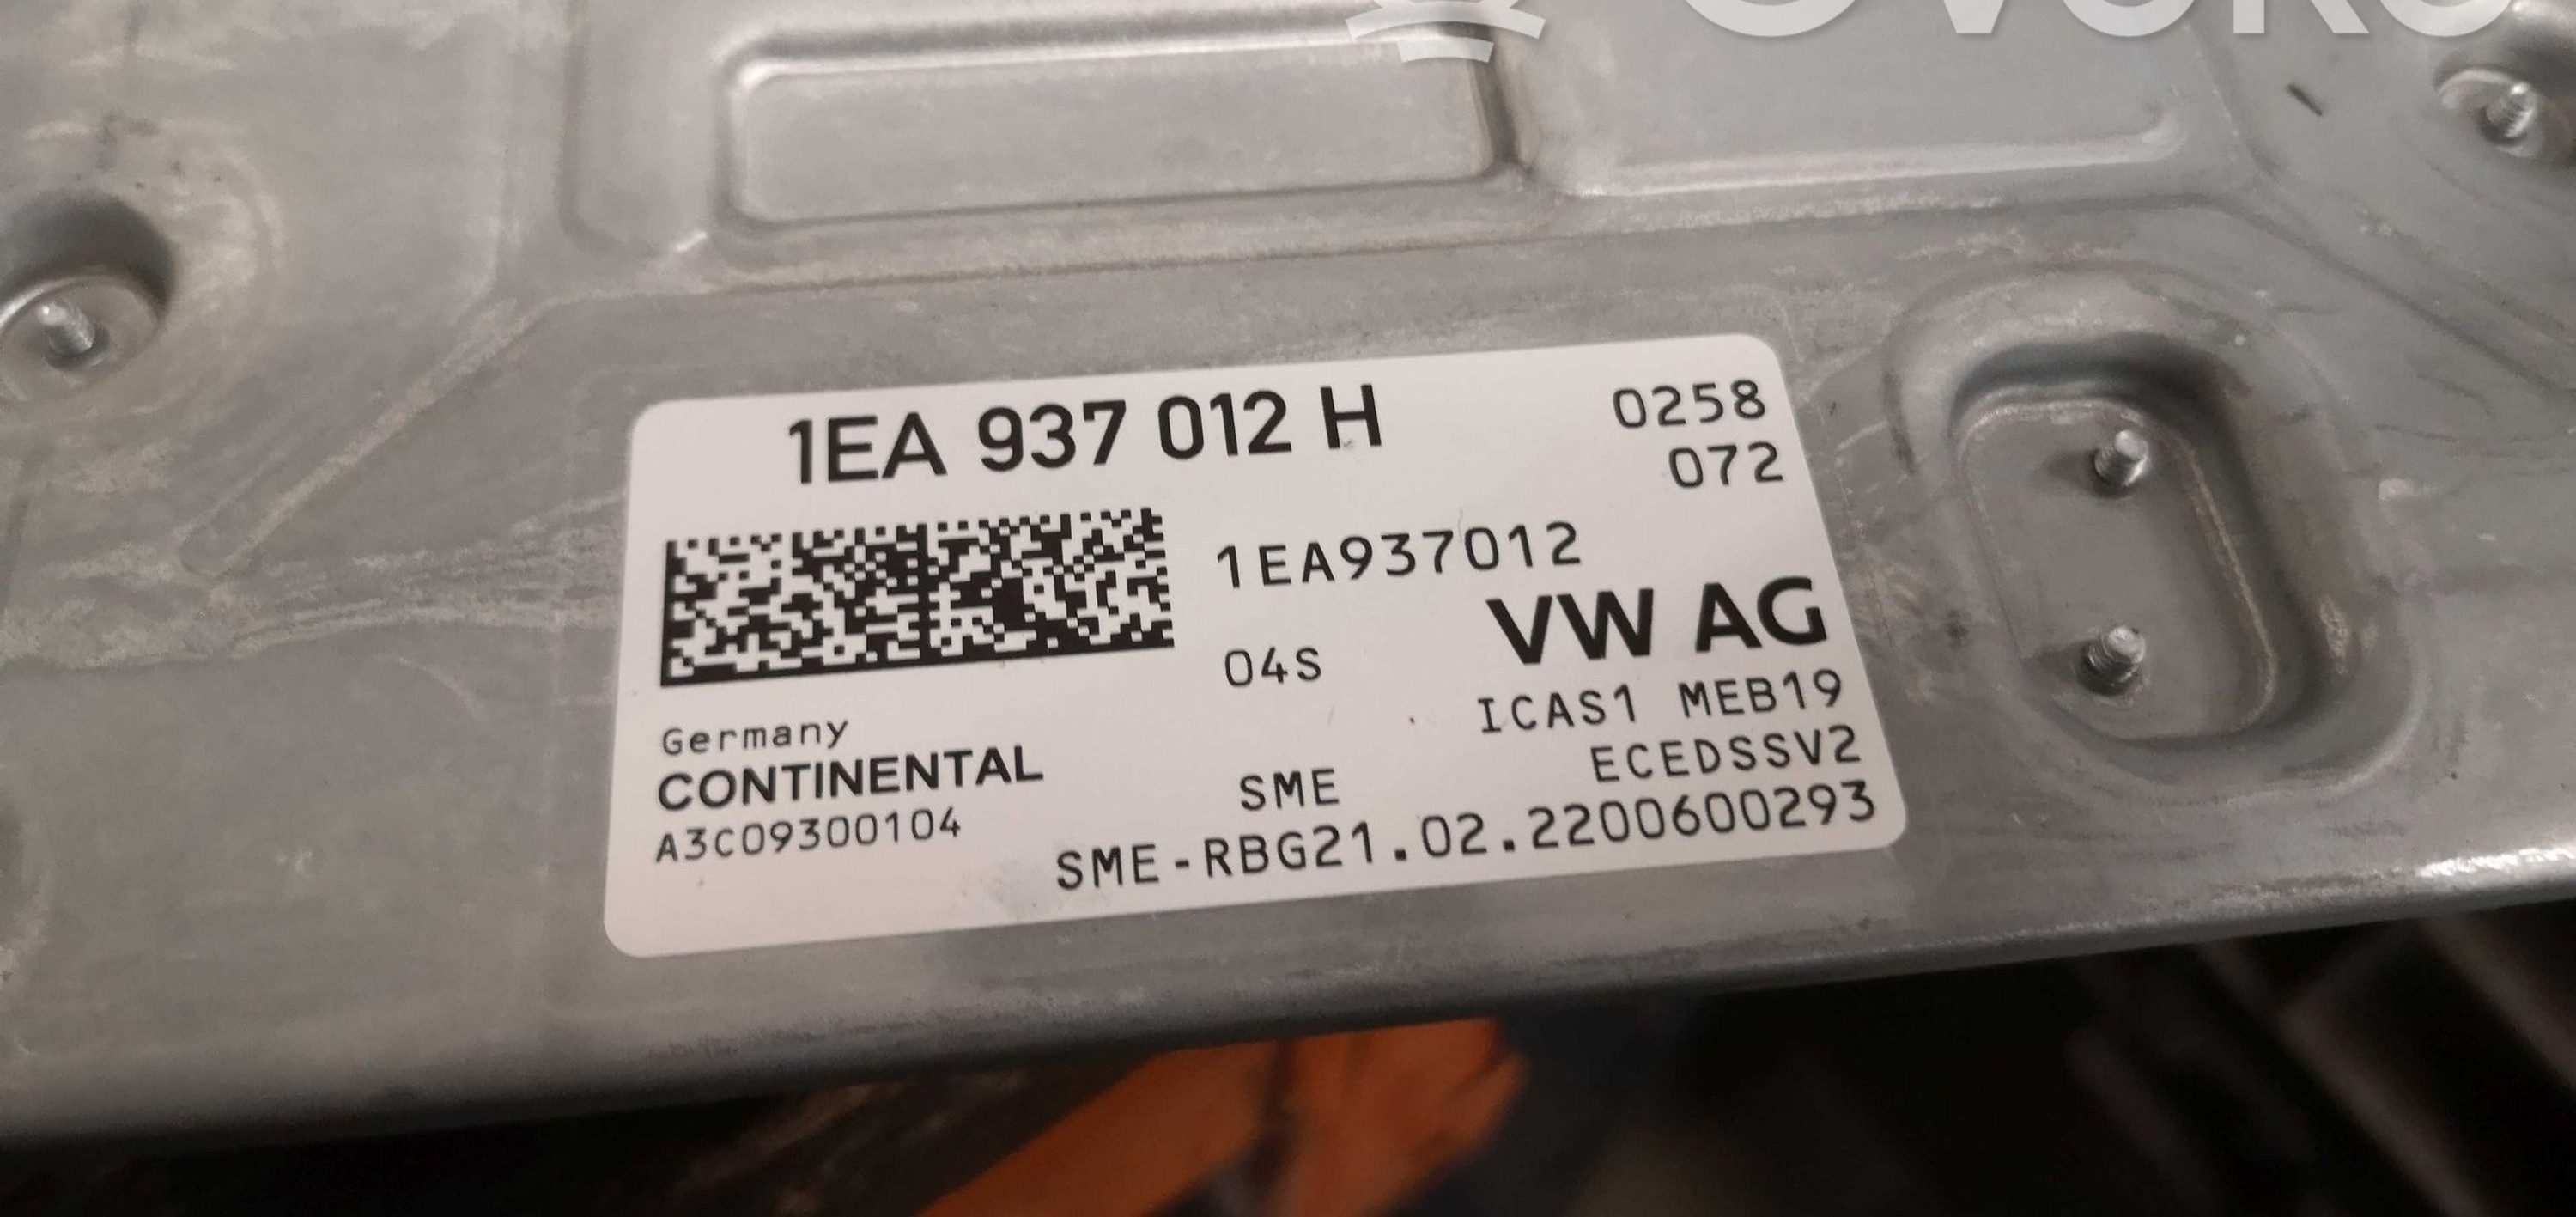 1EA 937 012 H
0258
072
1EA937012
04S
VW AG
ICAS1 MEB19
ECEDSSV2
Germany
CONTINENTAL
A3C09300104
SME
SME-RBG21.02.2200600293